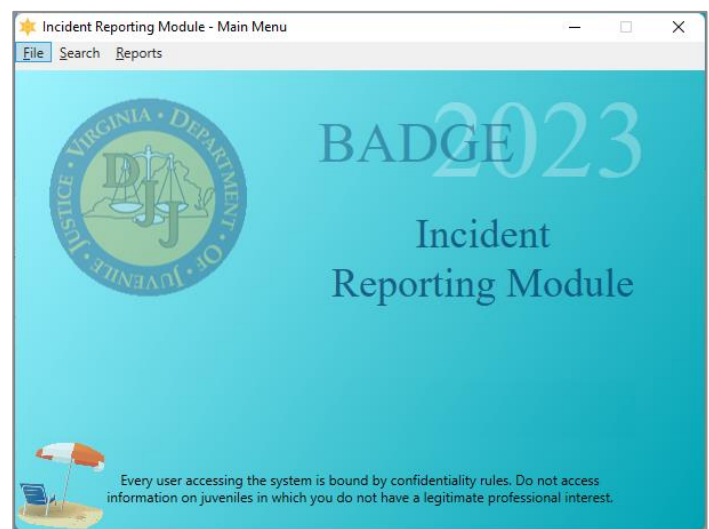 Incident Reporting Module - Main Menu
File Search Reports
VIRGINIA • DEPARTMENT • OF JUVENILE • JUSTICE •
DJJ
BADGE 2023
Incident
Reporting Module
Every user accessing the system is bound by confidentiality rules. Do not access
information on juveniles in which you do not have a legitimate professional interest.